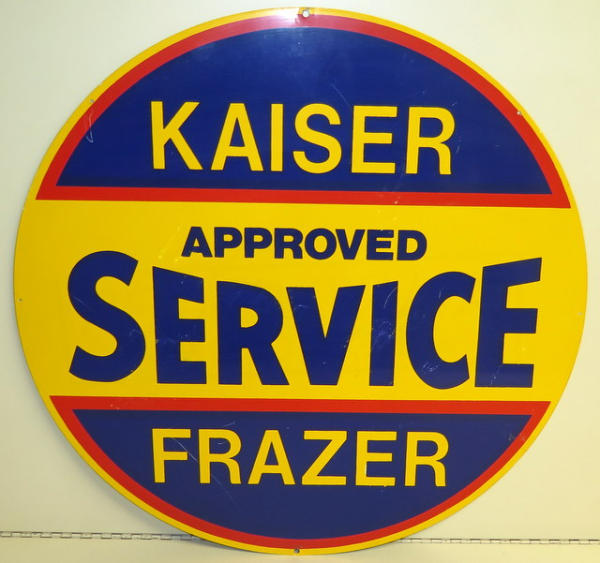 KAISER
APPROVED
SERVICE
FRAZER